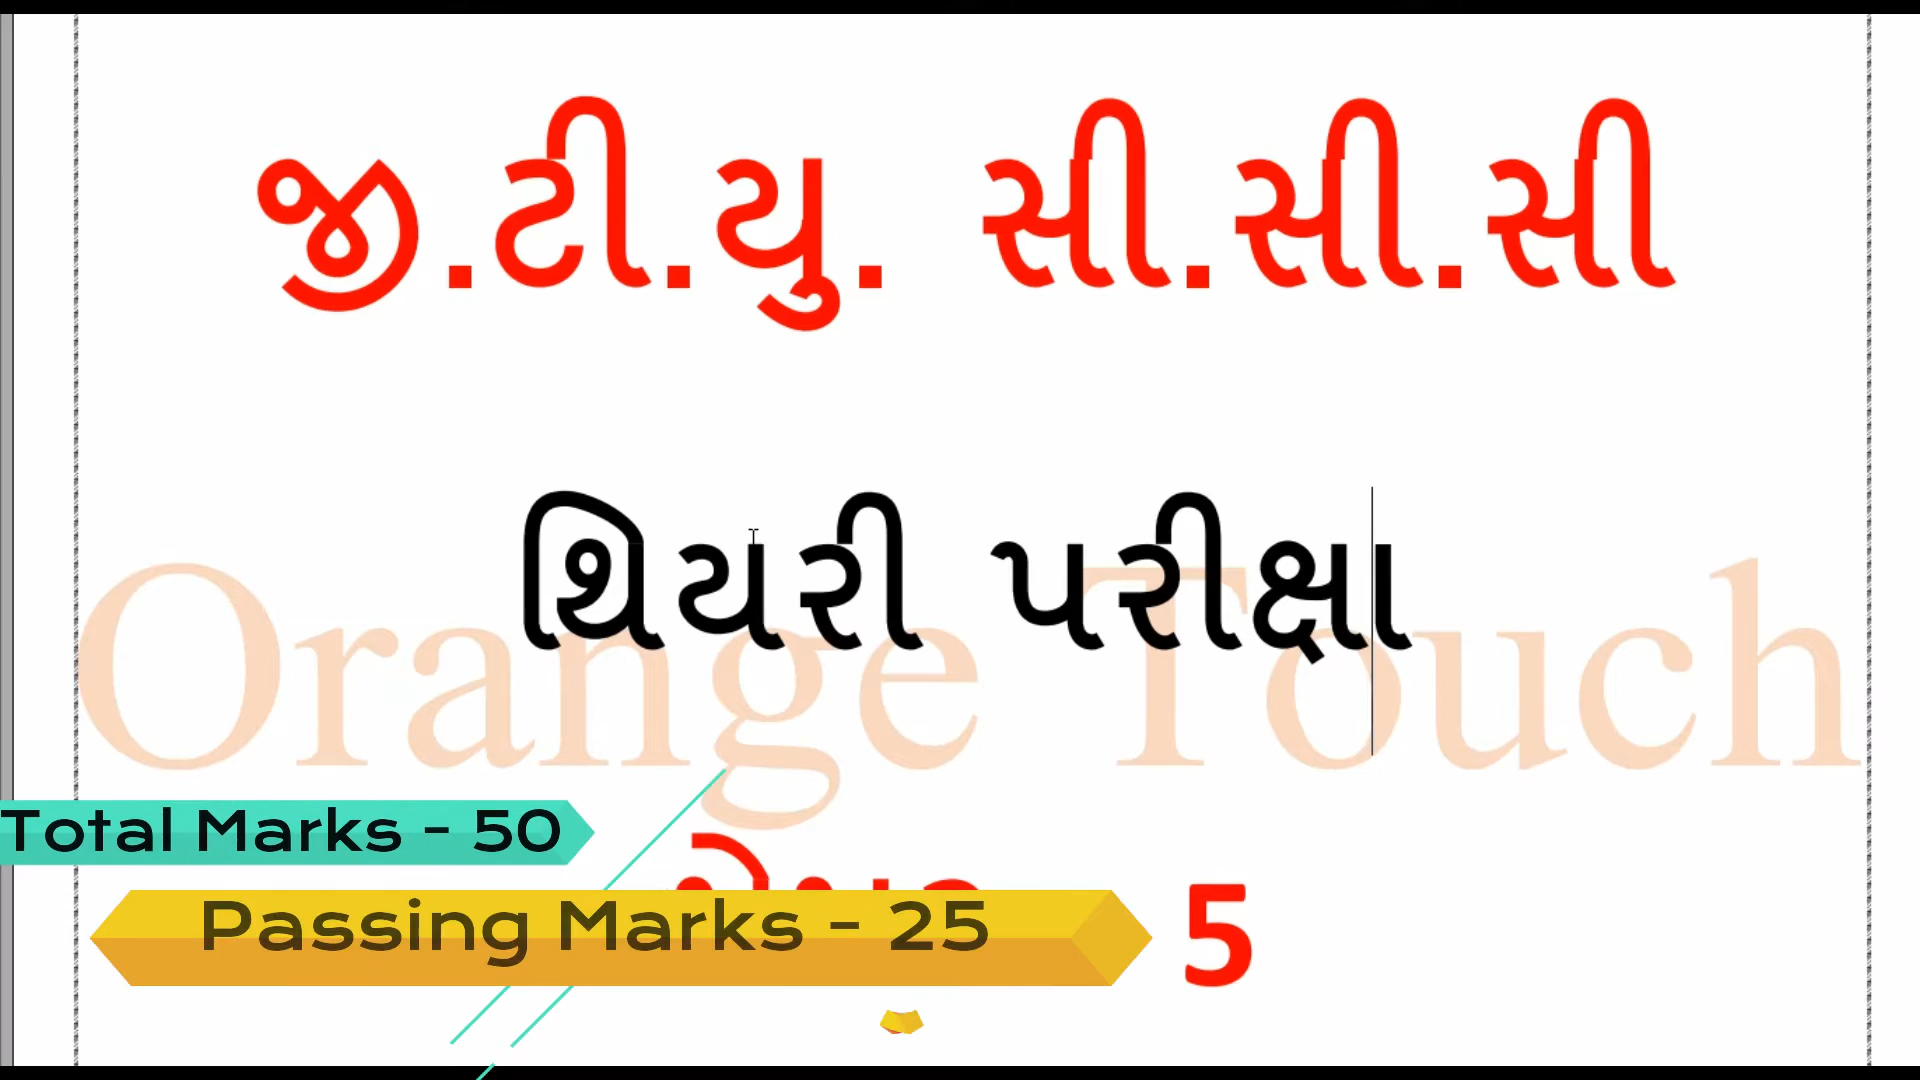 જી.ટી.યુ. સી.સી.સી
થિયરી પરીક્ષા
Orange Touch
Total Marks - 50
Passing Marks - 25
5